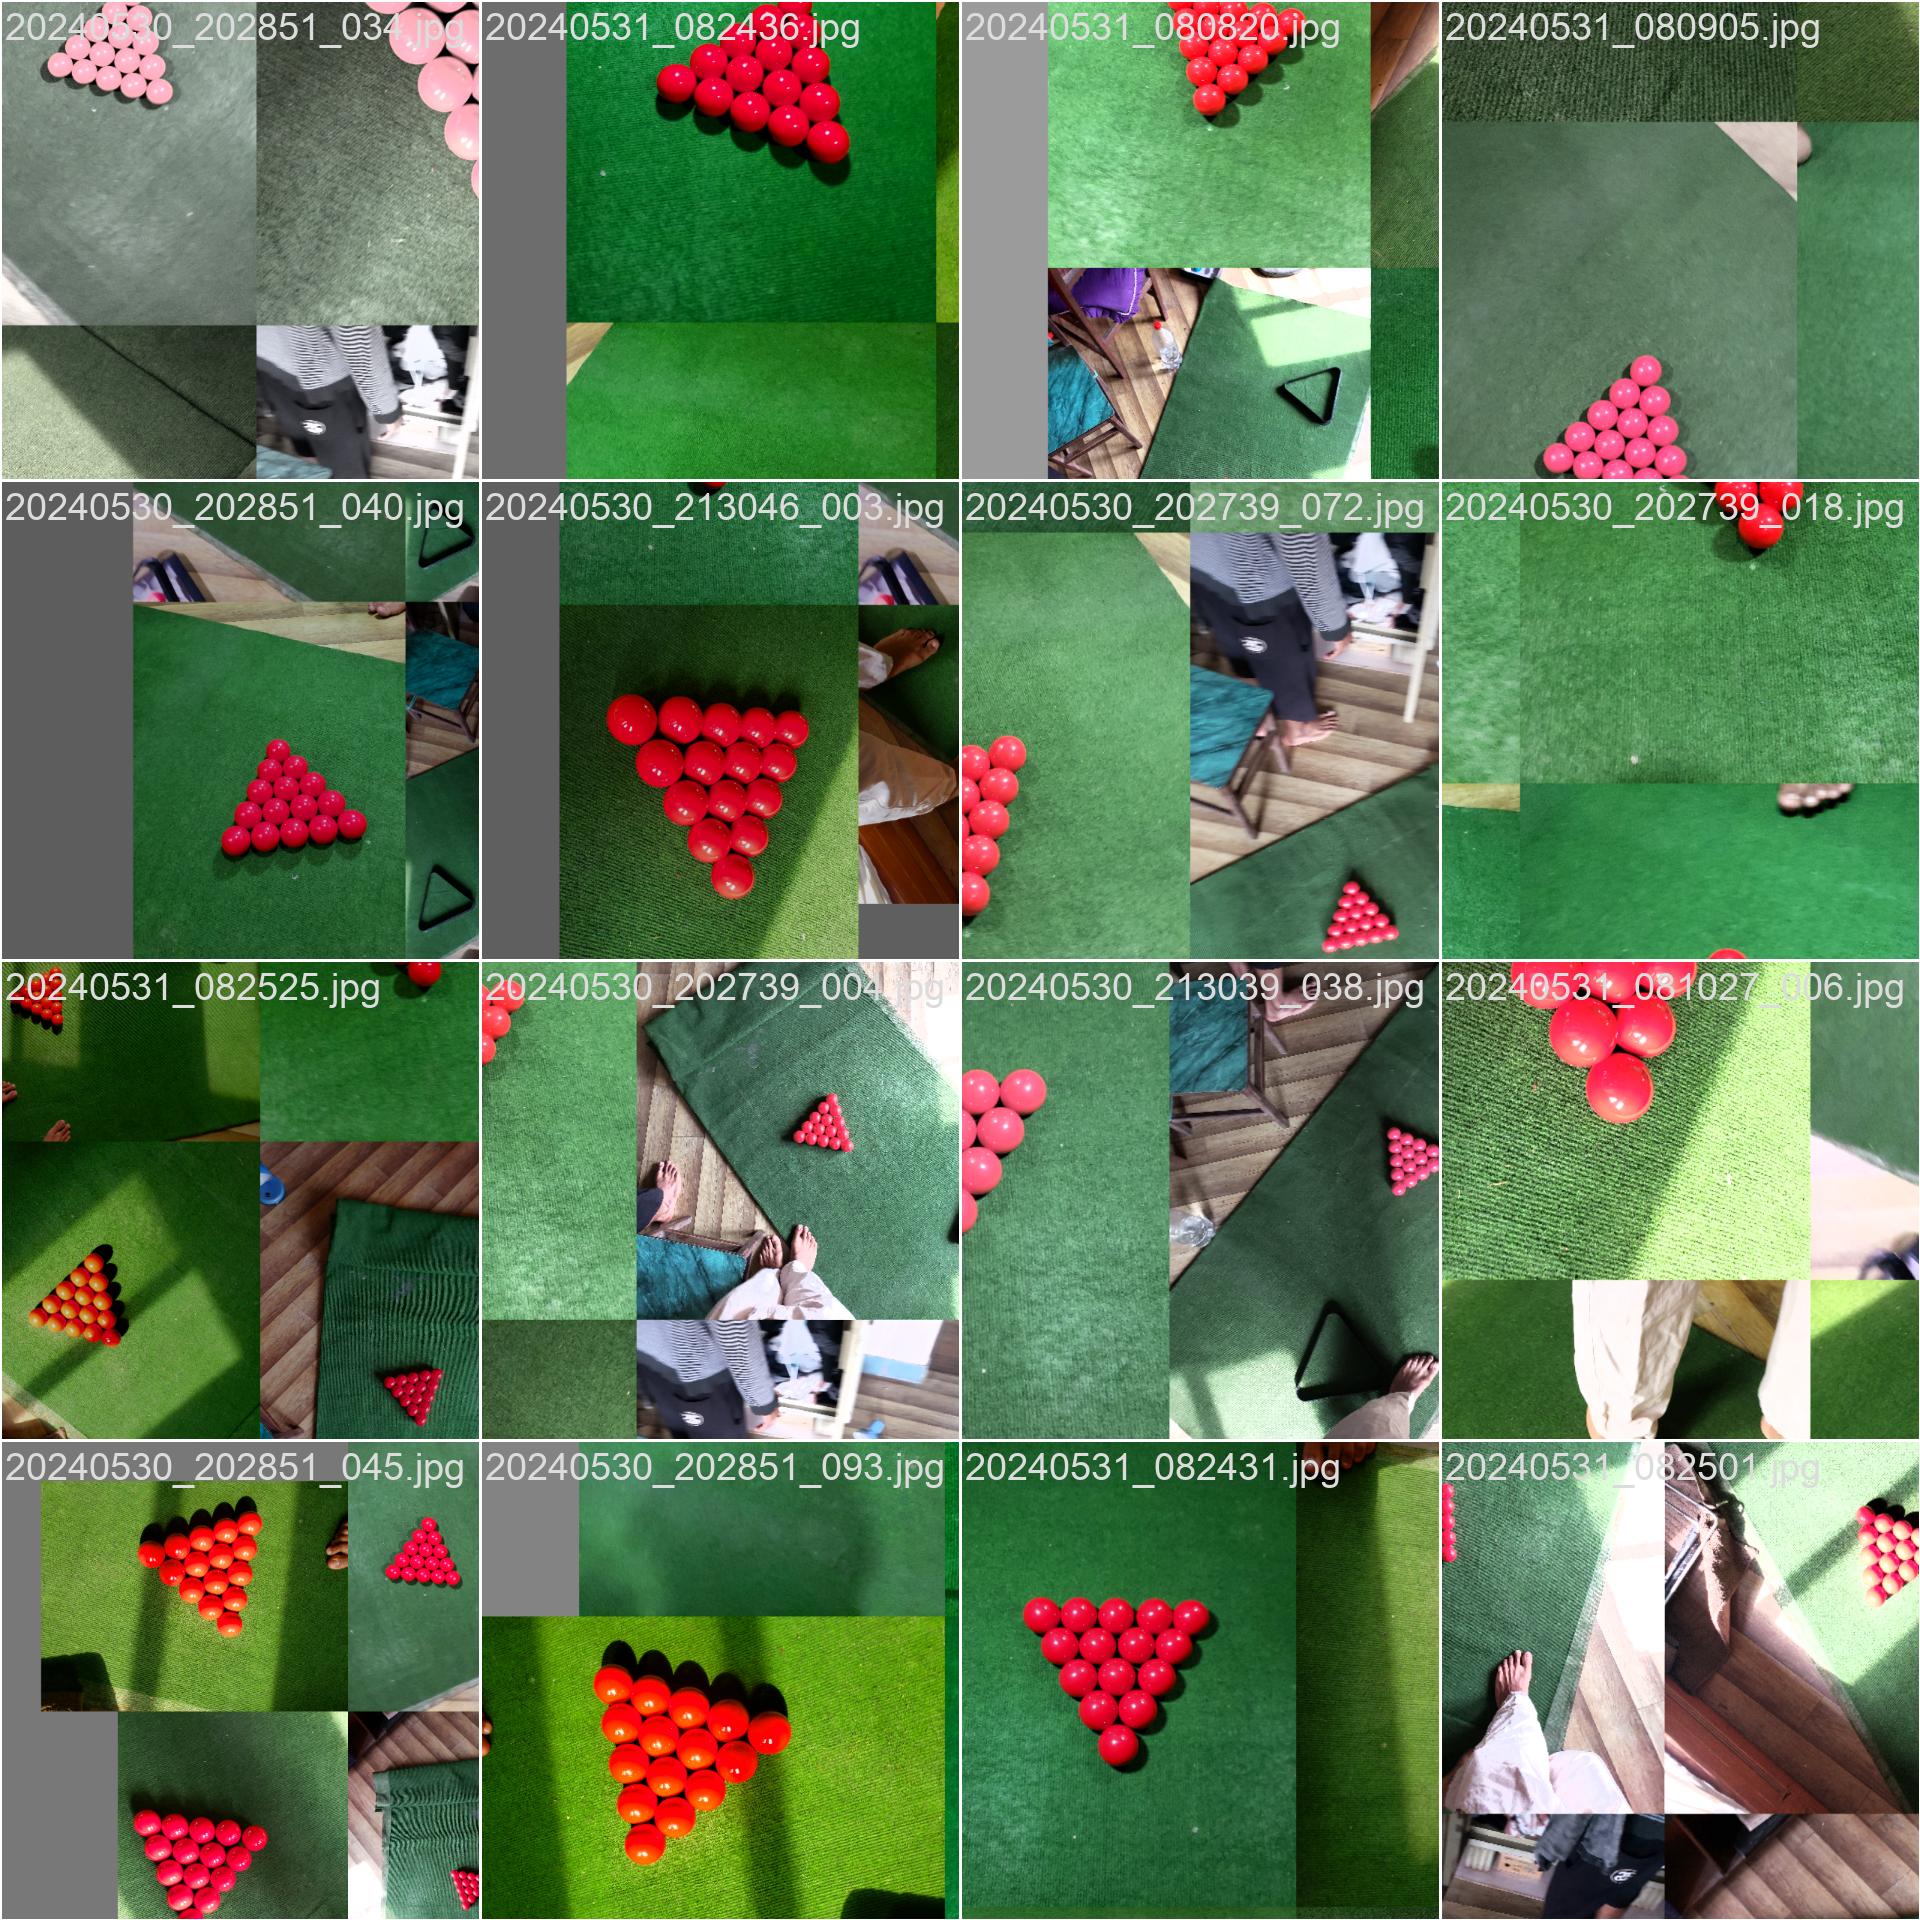 20240530_202851_034.jpg
20240531_082436.jpg
20240531_080820.jpg
20240531_080905.jpg
20240530_202851_040.jpg
20240530_213046_003.jpg
20240530_202739_072.jpg
20240530_202739_018.jpg
20240531_082525.jpg
20240530_202739_004.jpg
20240530_213039_038.jpg
20240531_081027_006.jpg
20240530_202851_045.jpg
20240530_202851_093.jpg
20240531_082431.jpg
20240531_082501.jpg